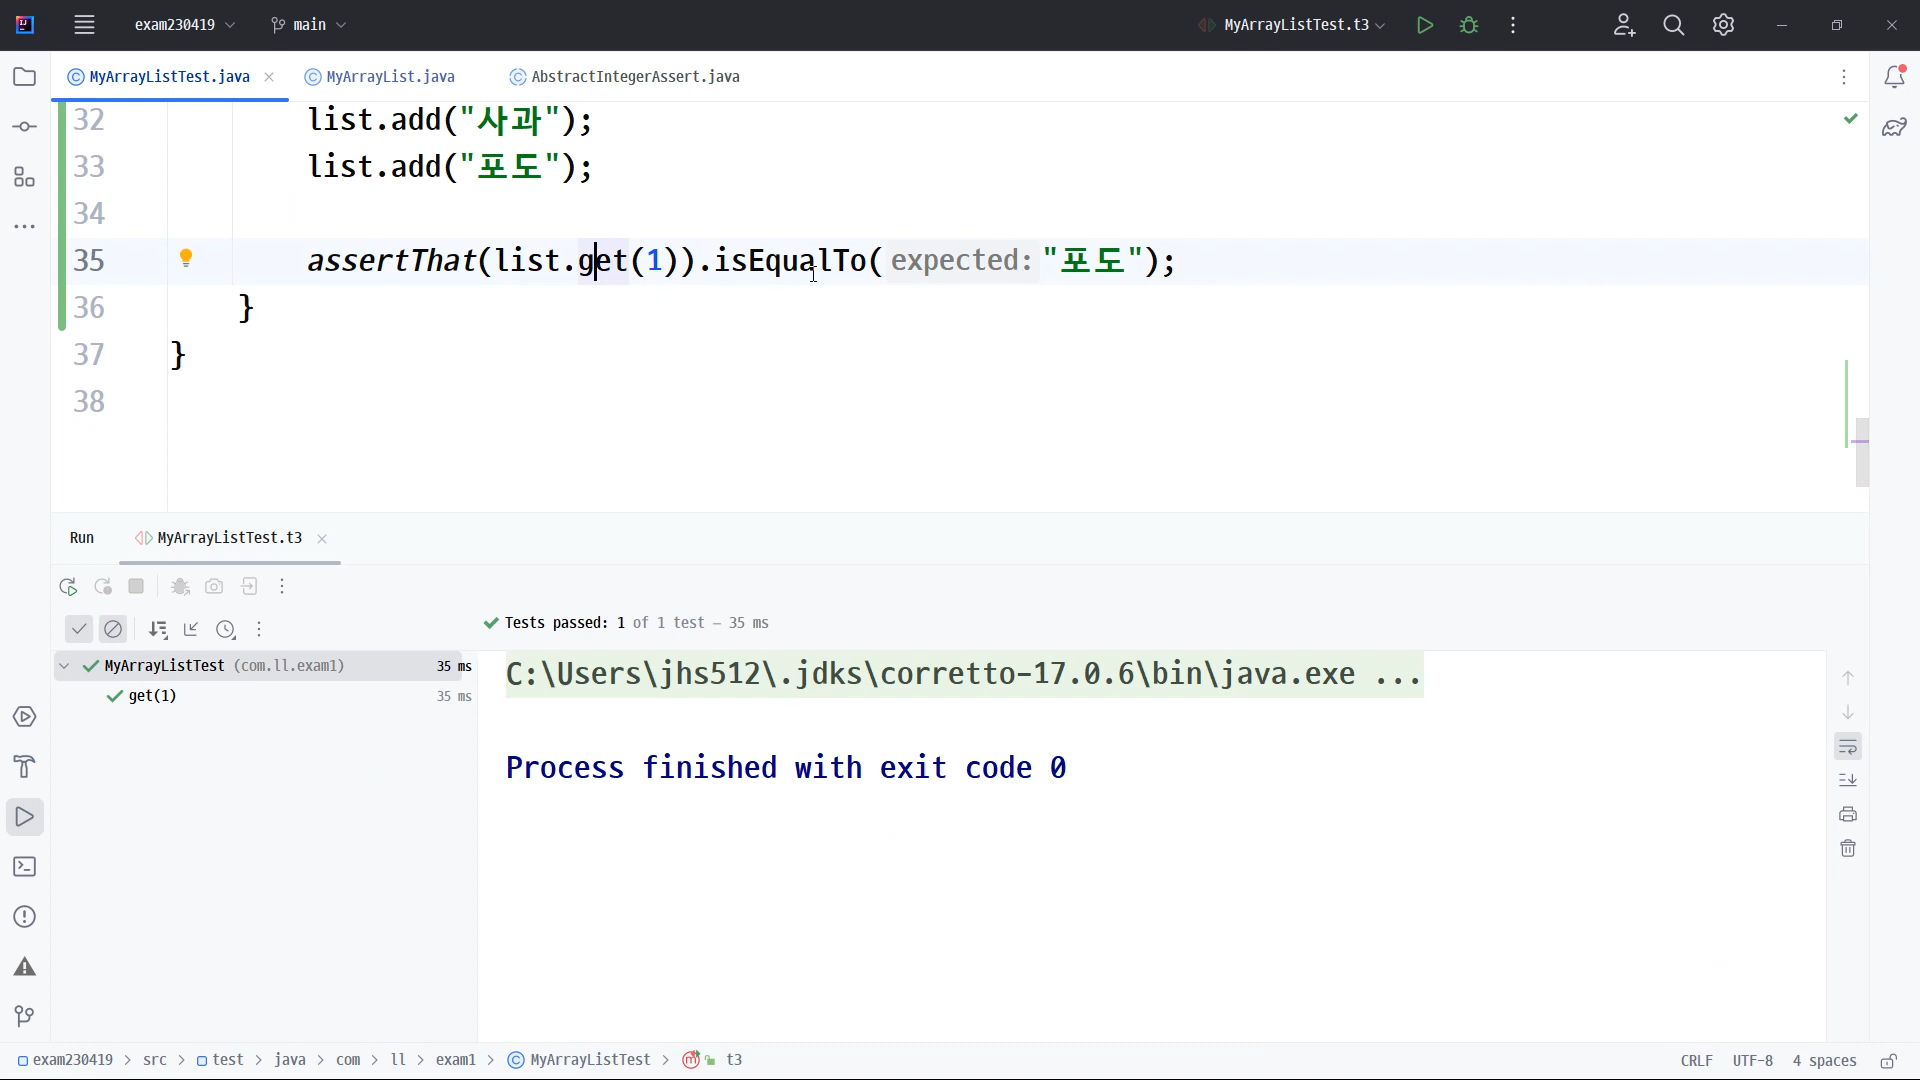 exam230419 main MyArrayListTest.t3
MyArrayListTest.java MyArrayList.java AbstractIntegerAssert.java
32 list.add("사과");
33 list.add("포도");
34
35 assertThat(list.get(1)).isEqualTo( expected: "포도");
36 }
37 }
38
Run MyArrayListTest.t3
Tests passed: 1 of 1 test – 35 ms
MyArrayListTest (com.ll.exam1) 35 ms
get(1) 35 ms
C:\Users\jhs512\.jdks\corretto-17.0.6\bin\java.exe ...
Process finished with exit code 0
exam230419 > src > test > java > com > ll > exam1 > MyArrayListTest > t3 CRLF UTF-8 4 spaces